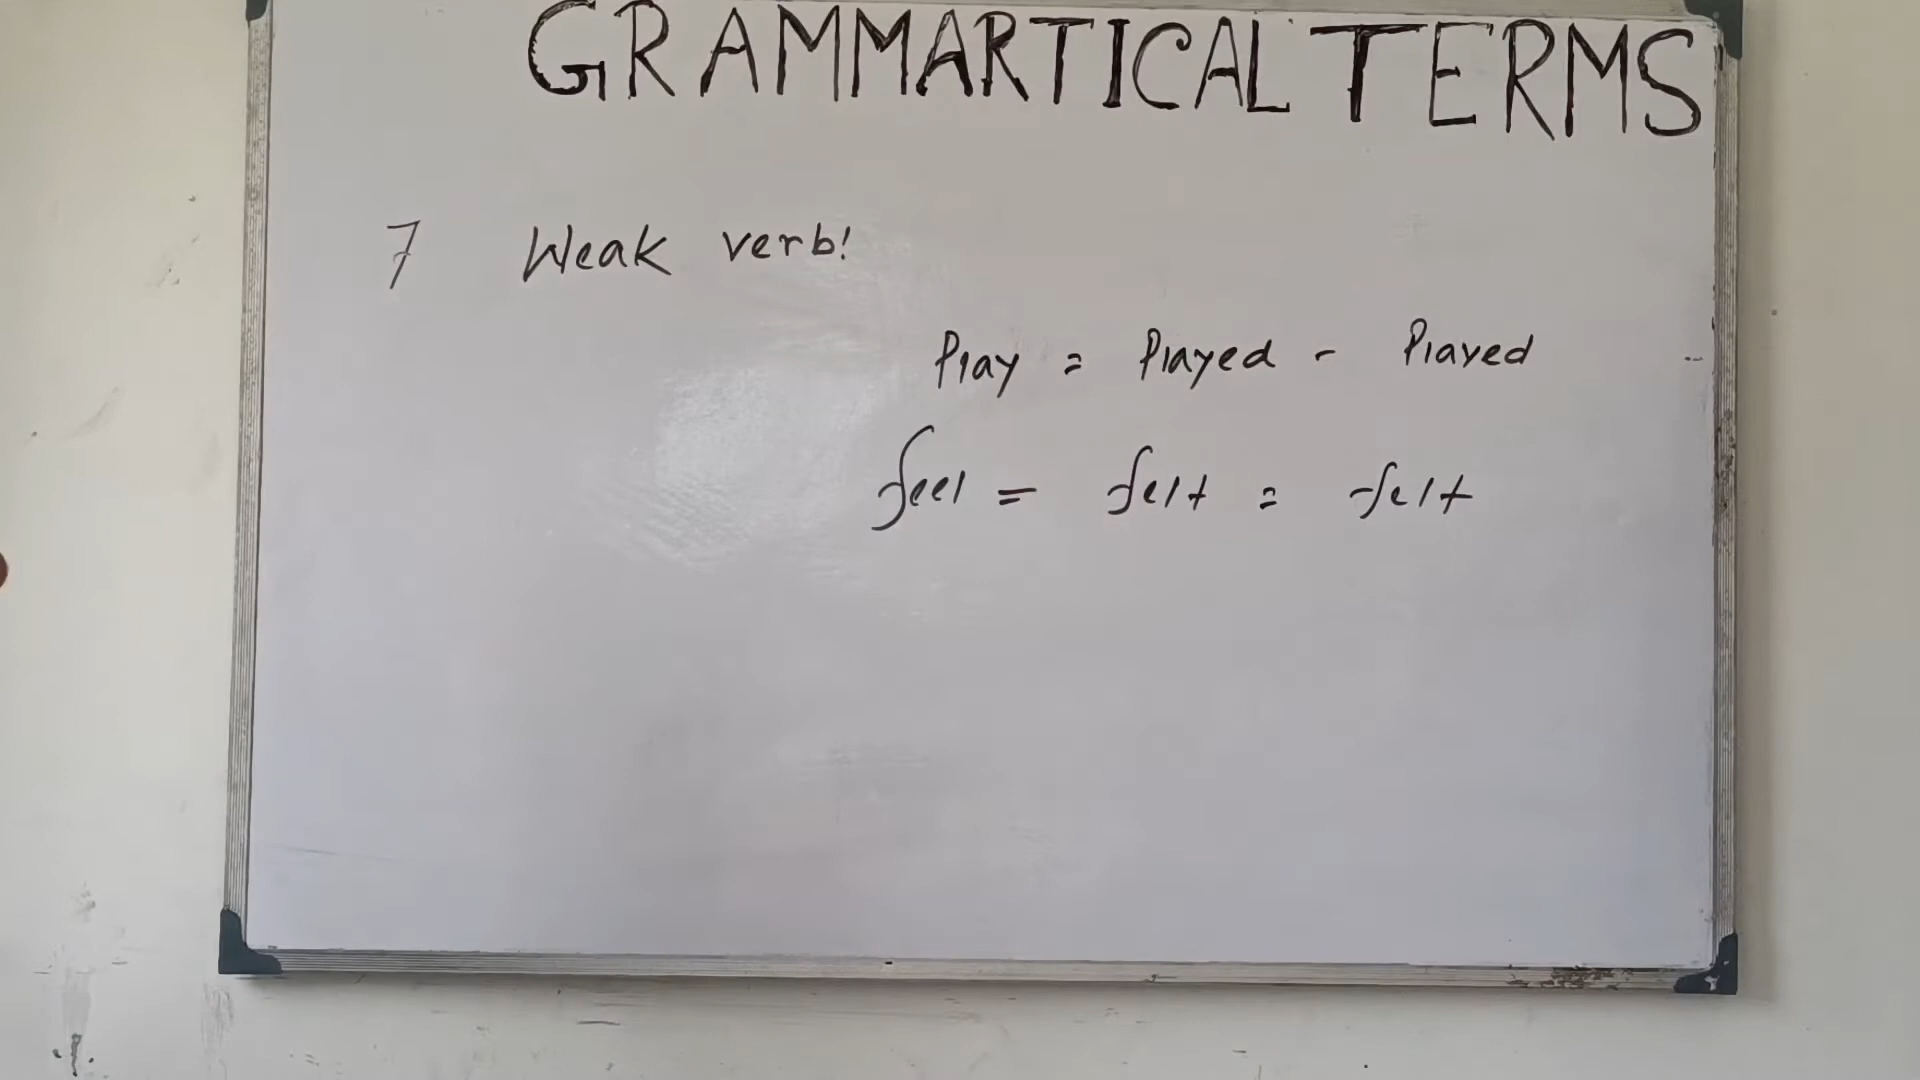 GRAMMARTICAL TERMS
7 Weak verb!
Play = Played - Played
feel = felt = felt